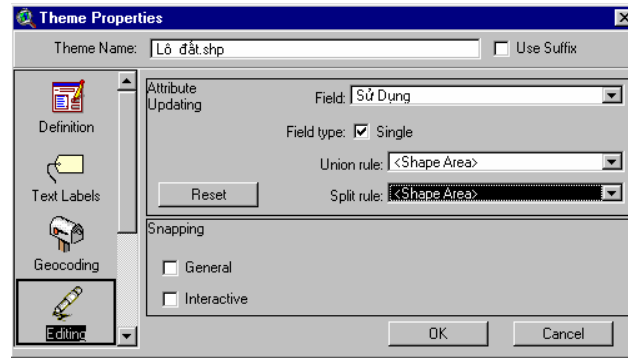 Theme Properties
Theme Name: Lô đất.shp Use Suffix
Definition
Text Labels
Geocoding
Editing
Attribute Updating
Field: Sử Dụng
Field type: Single
Union rule: <Shape Area>
Reset Split rule: <Shape Area>
Snapping
General
Interactive
OK Cancel